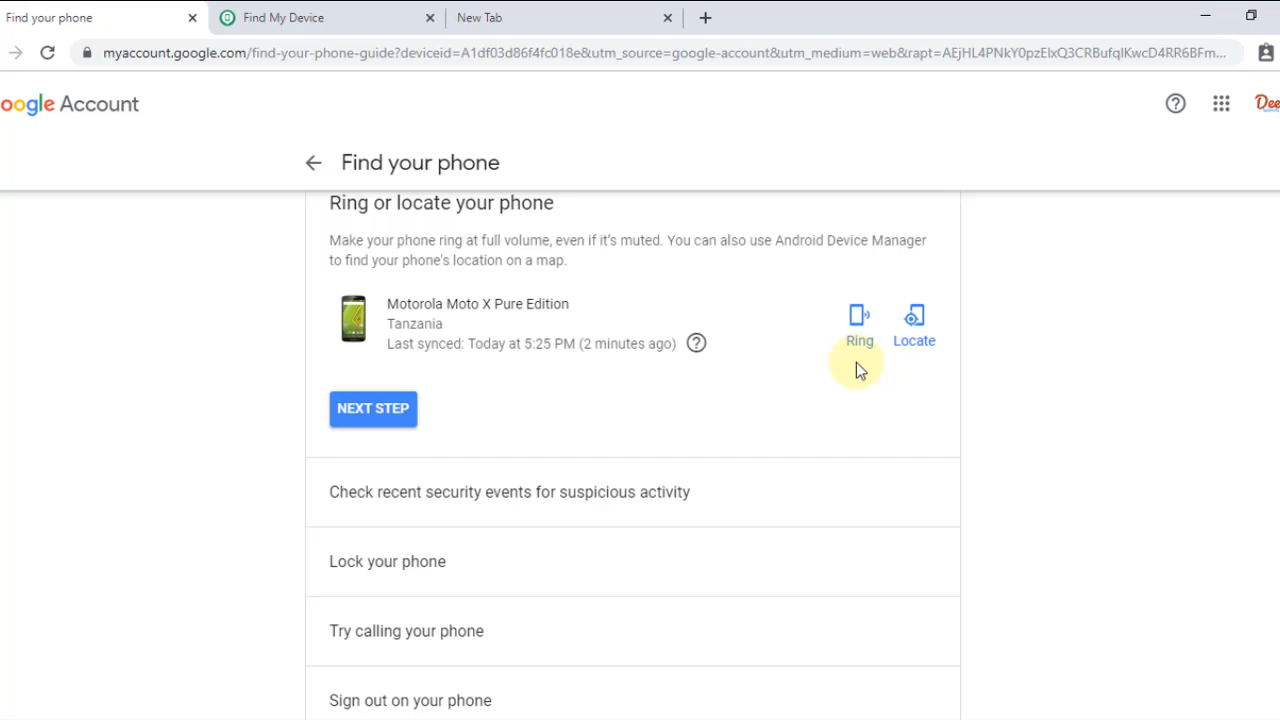 Find your phone
Find My Device
New Tab
myaccount.google.com/find-your-phone-guide?deviceid=A1df03d86f4fc018e&utm_source=google-account&utm_medium=web&rapt=AEjHL4PNkY0pzElxQ3CRBufqlKwcD4RR6BFm...
oogle Account
Dee
Find your phone
Ring or locate your phone
Make your phone ring at full volume, even if it's muted. You can also use Android Device Manager
to find your phone's location on a map.
Motorola Moto X Pure Edition
Tanzania
Last synced: Today at 5:25 PM (2 minutes ago)
Ring
Locate
NEXT STEP
Check recent security events for suspicious activity
Lock your phone
Try calling your phone
Sign out on your phone